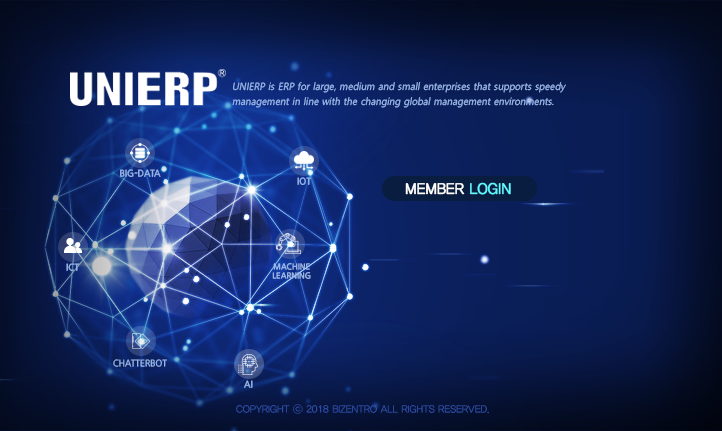 UNIERP®
UNIERP is ERP for large, medium and small enterprises that supports speedy
management in line with the changing global management environments.
BIG-DATA
IOT
MEMBER LOGIN
ICT
MACHINE
LEARNING
CHATTERBOT
AI
COPYRIGHT ⓒ 2018 BIZENTRO ALL RIGHTS RESERVED.